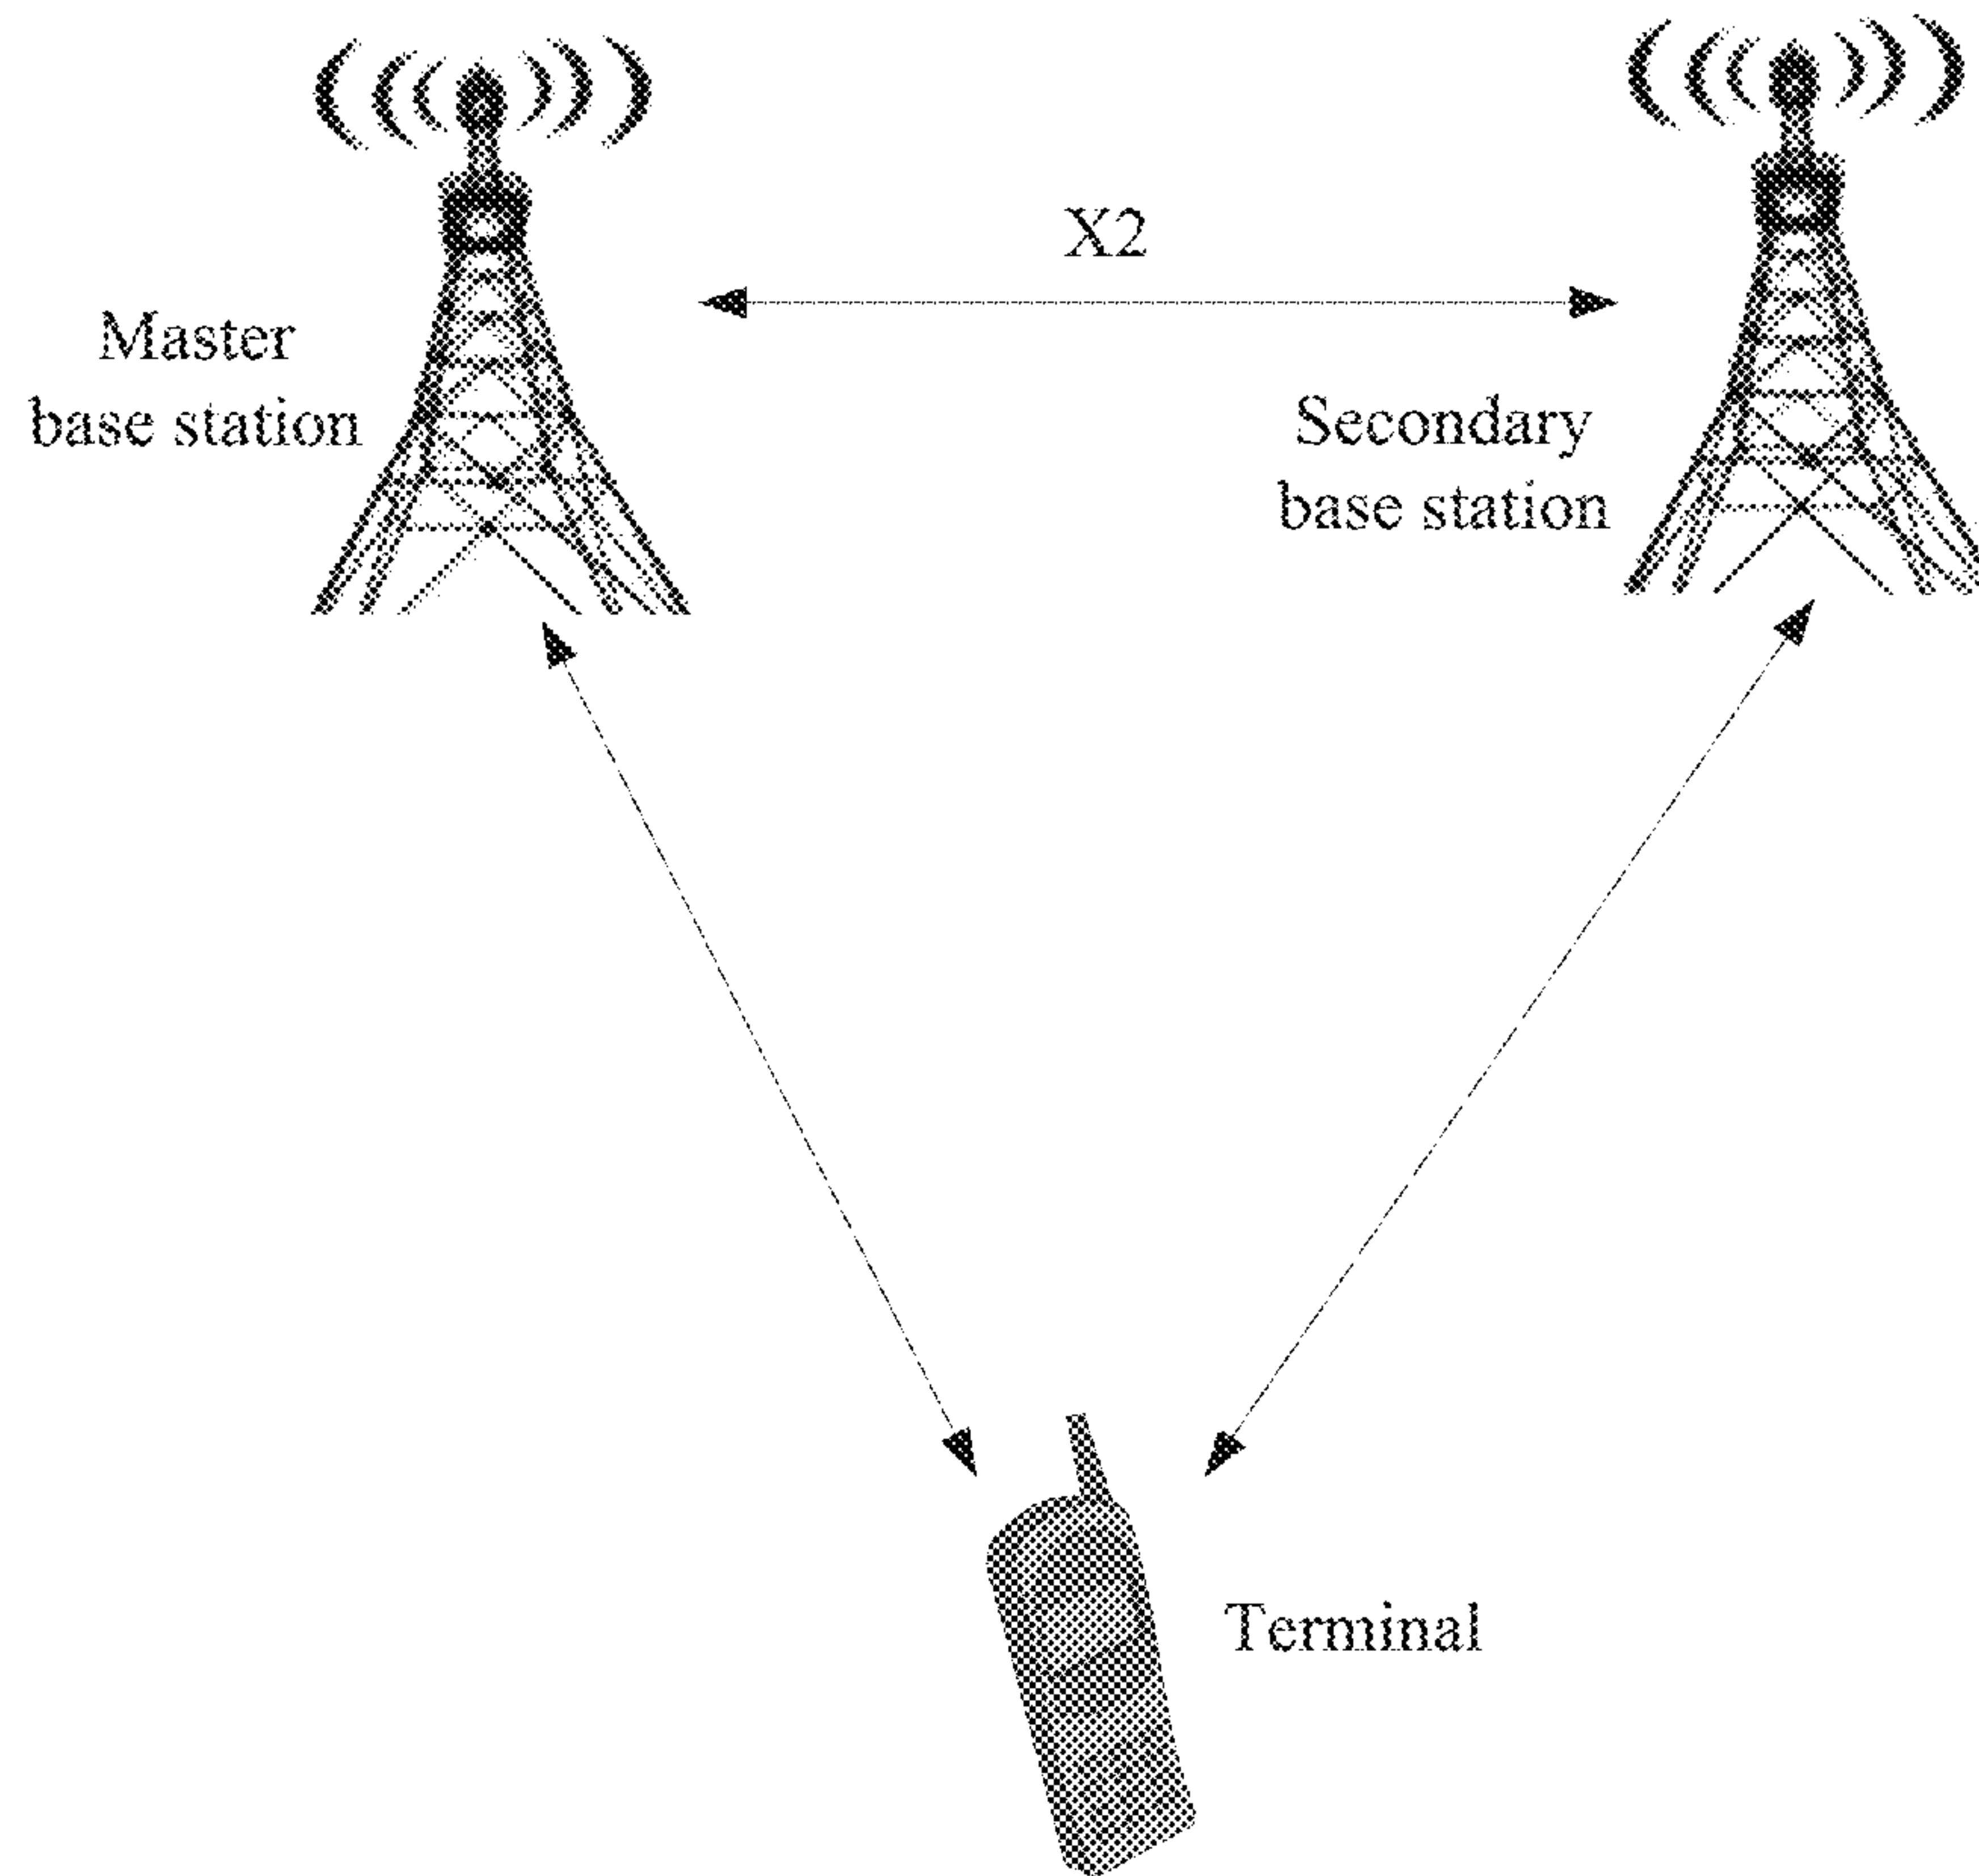 X2
Master
base station
Secondary
base station
Terminal